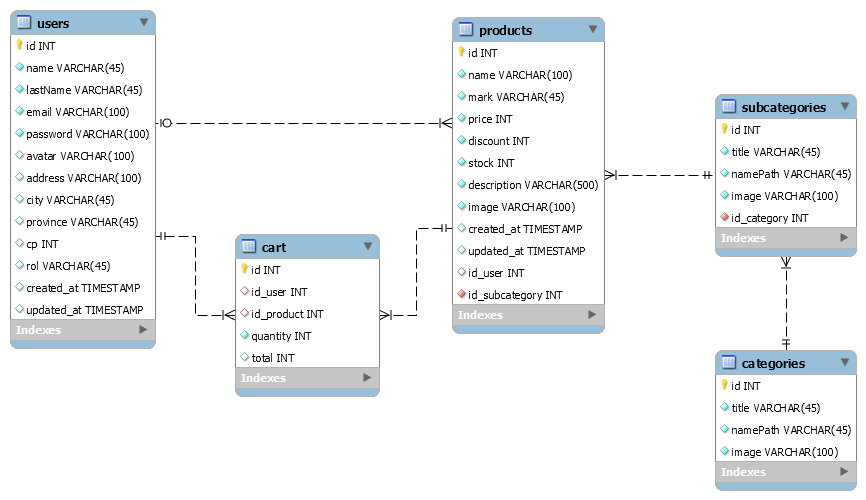 users
id INT
name VARCHAR(45)
lastName VARCHAR(45)
email VARCHAR(100)
password VARCHAR(100)
avatar VARCHAR(100)
address VARCHAR(100)
city VARCHAR(45)
province VARCHAR(45)
cp INT
rol VARCHAR(45)
created_at TIMESTAMP
updated_at TIMESTAMP
Indexes
cart
id INT
id_user INT
id_product INT
quantity INT
total INT
Indexes
products
id INT
name VARCHAR(100)
mark VARCHAR(45)
price INT
discount INT
stock INT
description VARCHAR(500)
image VARCHAR(100)
created_at TIMESTAMP
updated_at TIMESTAMP
id_user INT
id_subcategory INT
Indexes
subcategories
id INT
title VARCHAR(45)
namePath VARCHAR(45)
image VARCHAR(100)
id_category INT
Indexes
categories
id INT
title VARCHAR(45)
namePath VARCHAR(45)
image VARCHAR(100)
Indexes